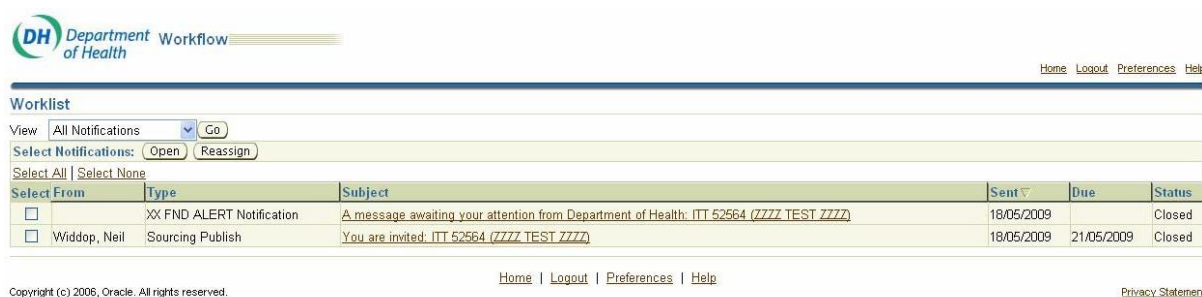 DH Department of Health Workflow
Home Logout Preferences Help
Worklist
View All Notifications Go
Select Notifications: Open Reassign
Select All | Select None
Select From Type Subject Sent Due Status
XX FND ALERT Notification A message awaiting your attention from Department of Health: ITT 52564 (ZZZZ TEST ZZZZ) 18/05/2009 Closed
Widdop, Neil Sourcing Publish You are invited: ITT 52564 (ZZZZ TEST ZZZZ) 18/05/2009 21/05/2009 Closed
Home | Logout | Preferences | Help
Copyright (c) 2006, Oracle. All rights reserved. Privacy Statemen